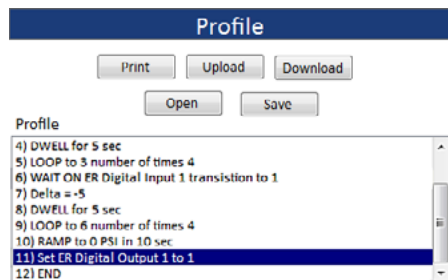 Profile
Print Upload Download
Open Save
Profile
4) DWELL for 5 sec
5) LOOP to 3 number of times 4
6) WAIT ON ER Digital Input 1 transistion to 1
7) Delta = -5
8) DWELL for 5 sec
9) LOOP to 6 number of times 4
10) RAMP to 0 PSI in 10 sec
11) Set ER Digital Output 1 to 1
12) END